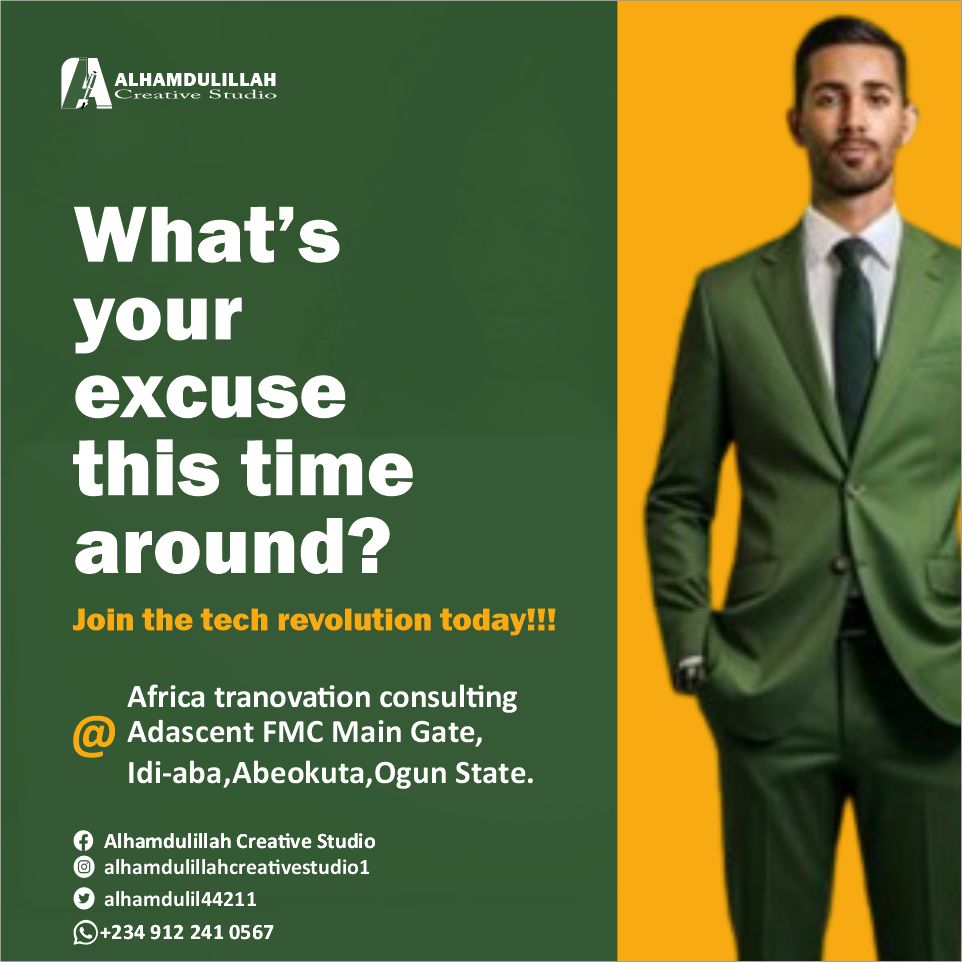 ALHAMDULILLAH
Creative Studio
What's
your
excuse
this time
around?
Join the tech revolution today!!!
Africa tranovation consulting
@ Adascent FMC Main Gate,
Idi-aba,Abeokuta,Ogun State.
Alhamdulillah Creative Studio
alhamdulillahcreativestudio1
alhamdulil44211
+234 912 241 0567